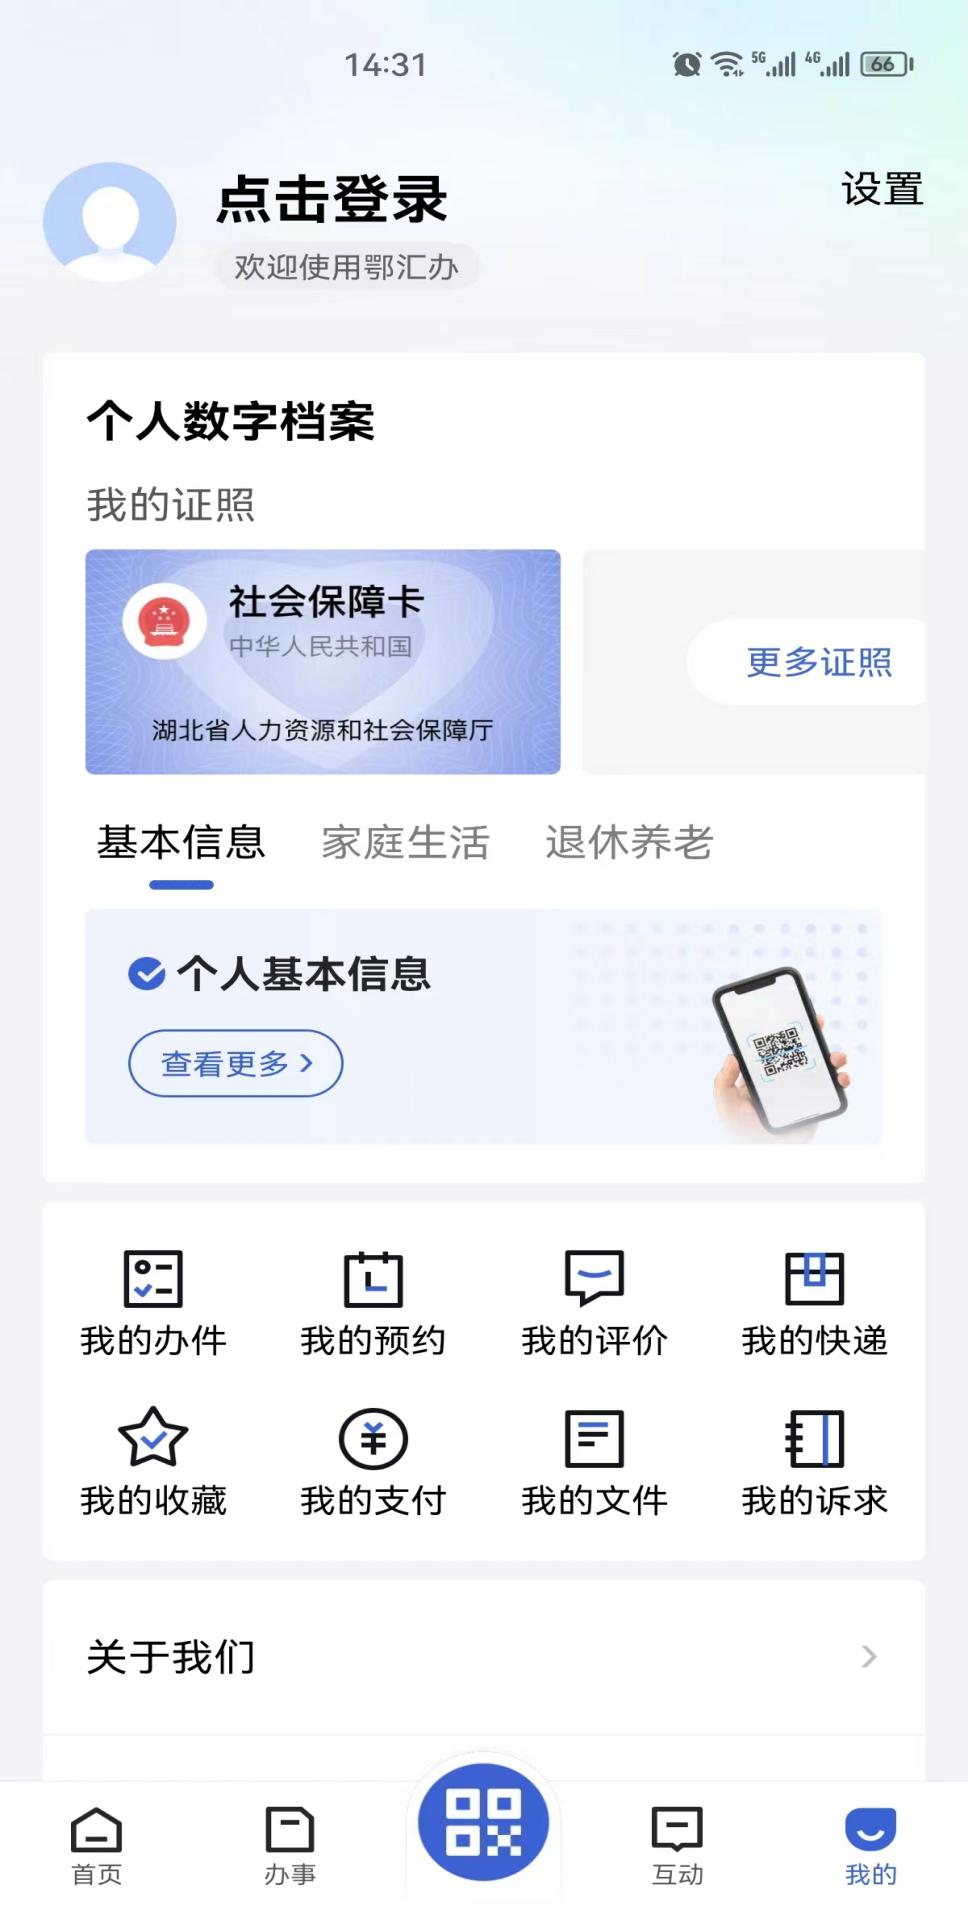 14:31
5G
4G
66
点击登录
设置
欢迎使用鄂汇办
个人数字档案
我的证照
社会保障卡
中华人民共和国
湖北省人力资源和社会保障厅
更多证照
基本信息 家庭生活 退休养老
个人基本信息
查看更多
我的办件 我的预约 我的评价 我的快递
我的收藏 我的支付 我的文件 我的诉求
关于我们
首页 办事 互动 我的